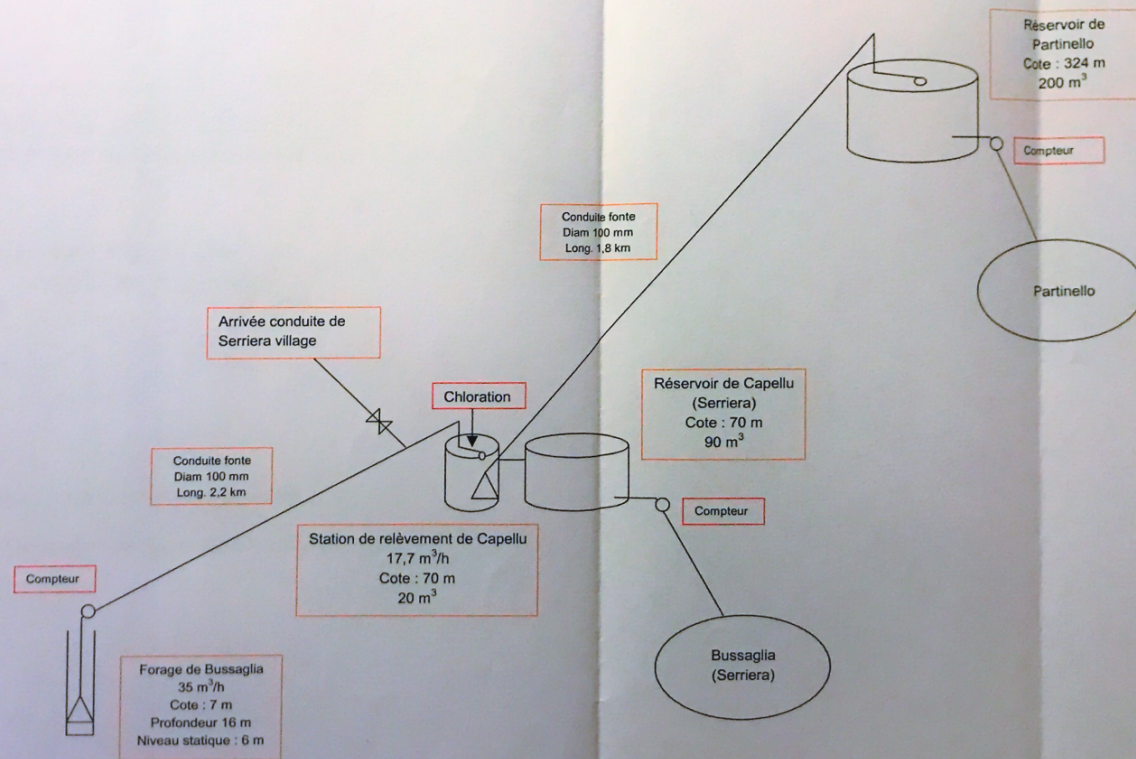 Réservoir de
Partinello
Cote : 324 m
200 m³
Compteur
Conduite fonte
Diam 100 mm
Long. 1,8 km
Partinello
Arrivée conduite de
Serriera village
Chloration
Réservoir de Capellu
(Serriera)
Cote : 70 m
90 m³
Conduite fonte
Diam 100 mm
Long. 2,2 km
Compteur
Station de relèvement de Capellu
17,7 m³/h
Cote : 70 m
20 m³
Compteur
Forage de Bussaglia
35 m³/h
Cote : 7 m
Profondeur 16 m
Niveau statique : 6 m
Bussaglia
(Serriera)